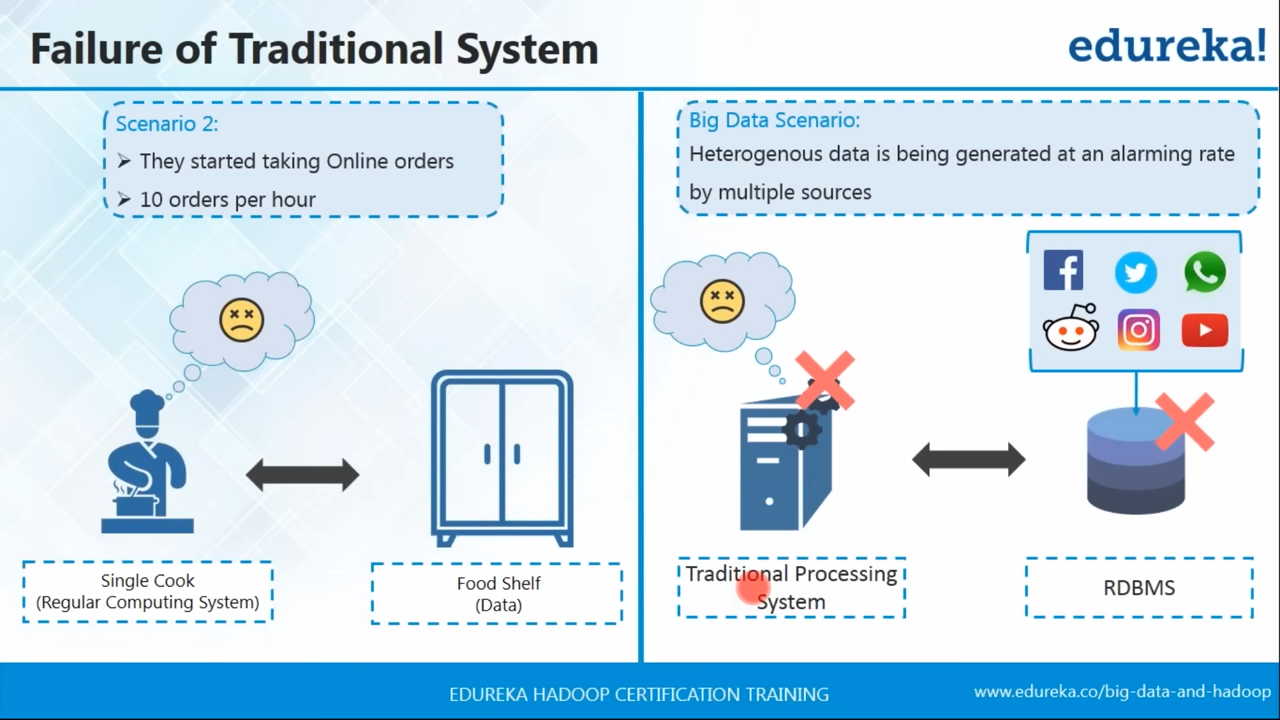 Failure of Traditional System
edureka!
Scenario 2:
➢ They started taking Online orders
➢ 10 orders per hour
Big Data Scenario:
Heterogenous data is being generated at an alarming rate
by multiple sources
Single Cook
(Regular Computing System)
Food Shelf
(Data)
Traditional Processing
System
RDBMS
EDUREKA HADOOP CERTIFICATION TRAINING
www.edureka.co/big-data-and-hadoop